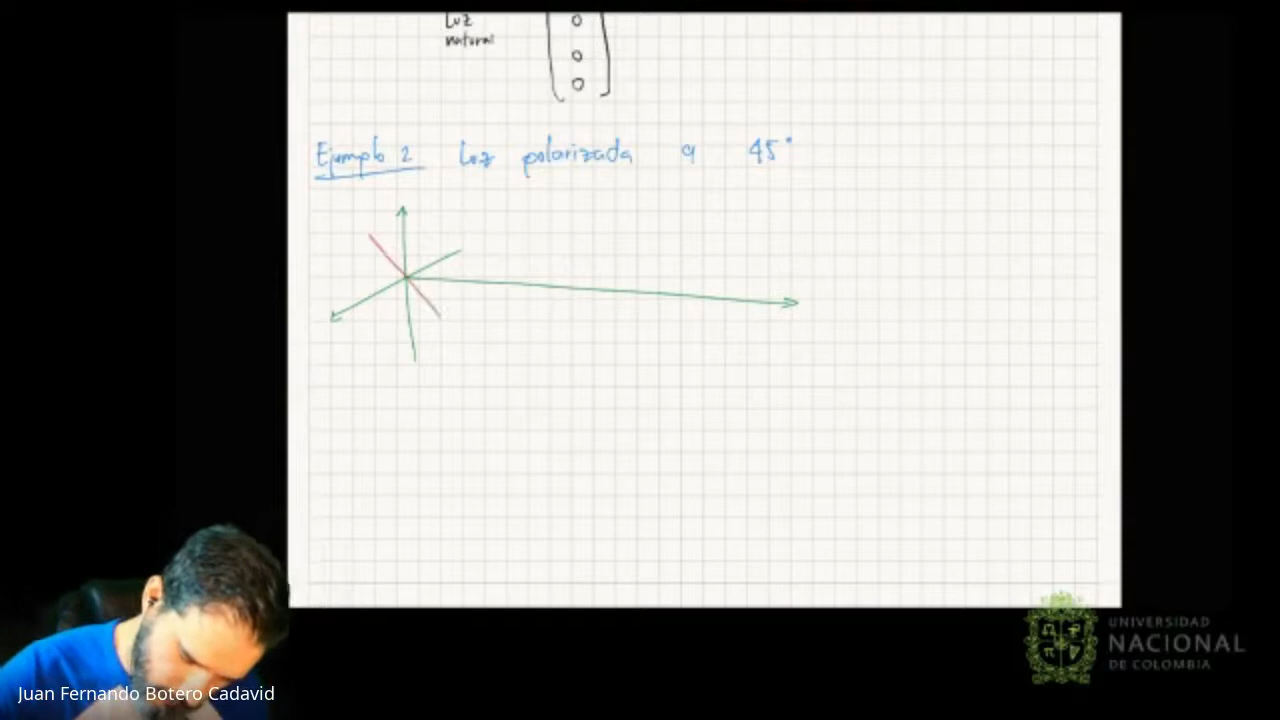 Luz
natural
0
0
0
Ejemplo 2 Luz polarizada a 45°
UNIVERSIDAD
NACIONAL
DE COLOMBIA
Juan Fernando Botero Cadavid